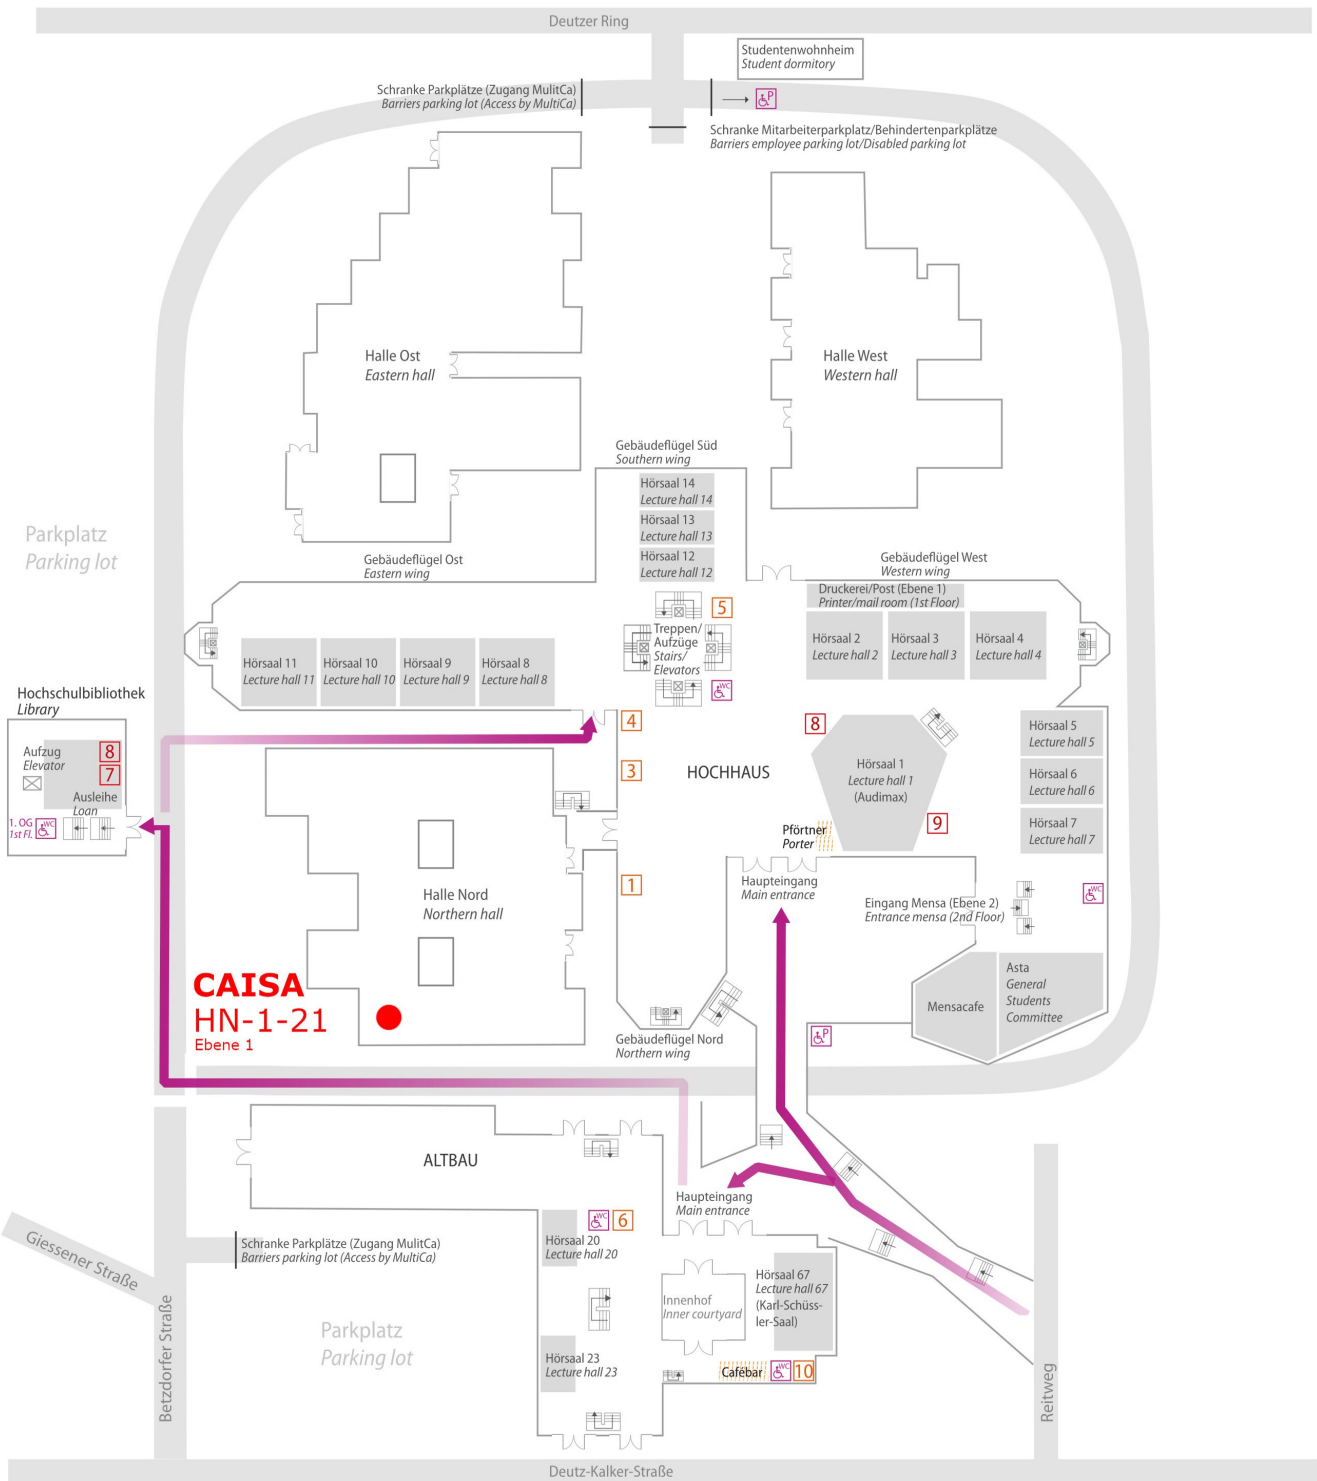 Deutzer Ring
Studentenwohnheim
Student dormitory
Schranke Parkplätze (Zugang MulitCa)
Barriers parking lot (Access by MultiCa)
P
Schranke Mitarbeiterparkplatz/Behindertenparkplätze
Barriers employee parking lot/Disabled parking lot
Halle Ost
Eastern hall
Halle West
Western hall
Gebäudeflügel Süd
Southern wing
Hörsaal 14
Lecture hall 14
Hörsaal 13
Lecture hall 13
Hörsaal 12
Lecture hall 12
Parkplatz
Parking lot
Gebäudeflügel Ost
Eastern wing
Gebäudeflügel West
Western wing
Druckerei/Post (Ebene 1)
Printer/mail room (1st Floor)
5
Treppen/
Aufzüge
Stairs/
Elevators
WC
Hörsaal 11
Lecture hall 11
Hörsaal 10
Lecture hall 10
Hörsaal 9
Lecture hall 9
Hörsaal 8
Lecture hall 8
Hörsaal 2
Lecture hall 2
Hörsaal 3
Lecture hall 3
Hörsaal 4
Lecture hall 4
Hochschulbibliothek
Library
Aufzug
Elevator
8
7
Ausleihe
Loan
1. OG
1st Fl.
WC
4
3
1
HOCHHAUS
8
Hörsaal 1
Lecture hall 1
(Audimax)
9
Pförtner
Porter
Hörsaal 5
Lecture hall 5
Hörsaal 6
Lecture hall 6
Hörsaal 7
Lecture hall 7
Haupteingang
Main entrance
WC
Eingang Mensa (Ebene 2)
Entrance mensa (2nd Floor)
Halle Nord
Northern hall
CAISA
HN-1-21
Ebene 1
Mensacafe
Asta
General
Students
Committee
Gebäudeflügel Nord
Northern wing
P
ALTBAU
Haupteingang
Main entrance
WC
6
Hörsaal 20
Lecture hall 20
Schranke Parkplätze (Zugang MulitCa)
Barriers parking lot (Access by MultiCa)
Giessener Straße
Betzdorfer Straße
Parkplatz
Parking lot
Innenhof
Inner courtyard
Hörsaal 67
Lecture hall 67
(Karl-Schüss-
ler-Saal)
Hörsaal 23
Lecture hall 23
Cafébar
WC
10
Reitweg
Deutz-Kalker-Straße